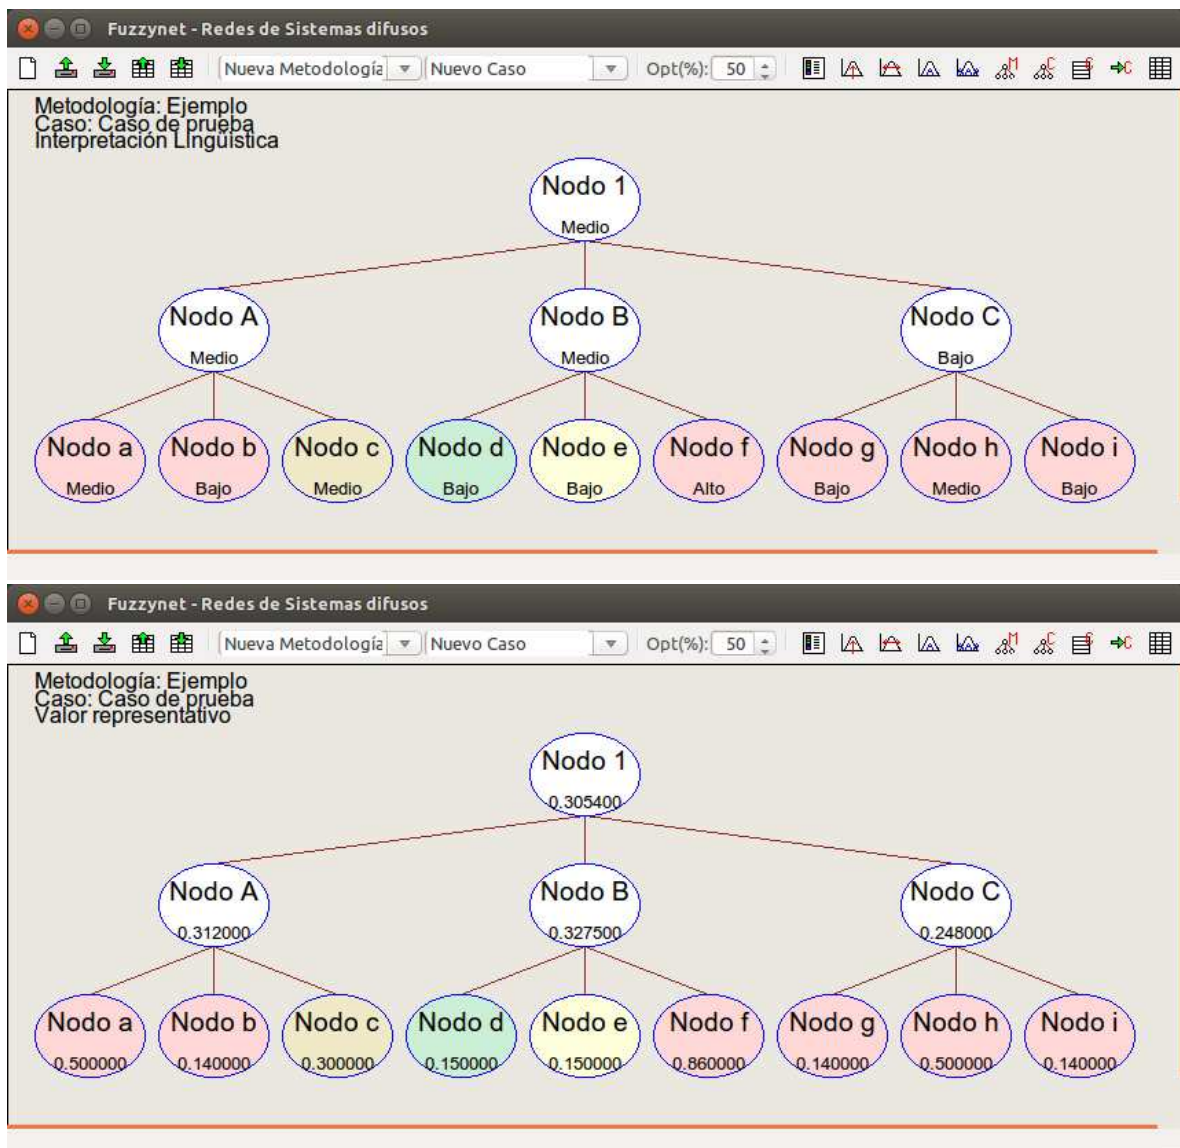 Fuzzynet - Redes de Sistemas difusos
Nueva Metodología Nuevo Caso Opt(%): 50
Metodología: Ejemplo
Caso: Caso de prueba
Interpretación Lingüística
Nodo 1
Medio
Nodo A Nodo B Nodo C
Medio Medio Bajo
Nodo a Nodo b Nodo c Nodo d Nodo e Nodo f Nodo g Nodo h Nodo i
Medio Bajo Medio Bajo Bajo Alto Bajo Medio Bajo
Fuzzynet - Redes de Sistemas difusos
Nueva Metodología Nuevo Caso Opt(%): 50
Metodología: Ejemplo
Caso: Caso de prueba
Valor representativo
Nodo 1
0.305400
Nodo A Nodo B Nodo C
0.312000 0.327500 0.248000
Nodo a Nodo b Nodo c Nodo d Nodo e Nodo f Nodo g Nodo h Nodo i
0.500000 0.140000 0.300000 0.150000 0.150000 0.860000 0.140000 0.500000 0.140000